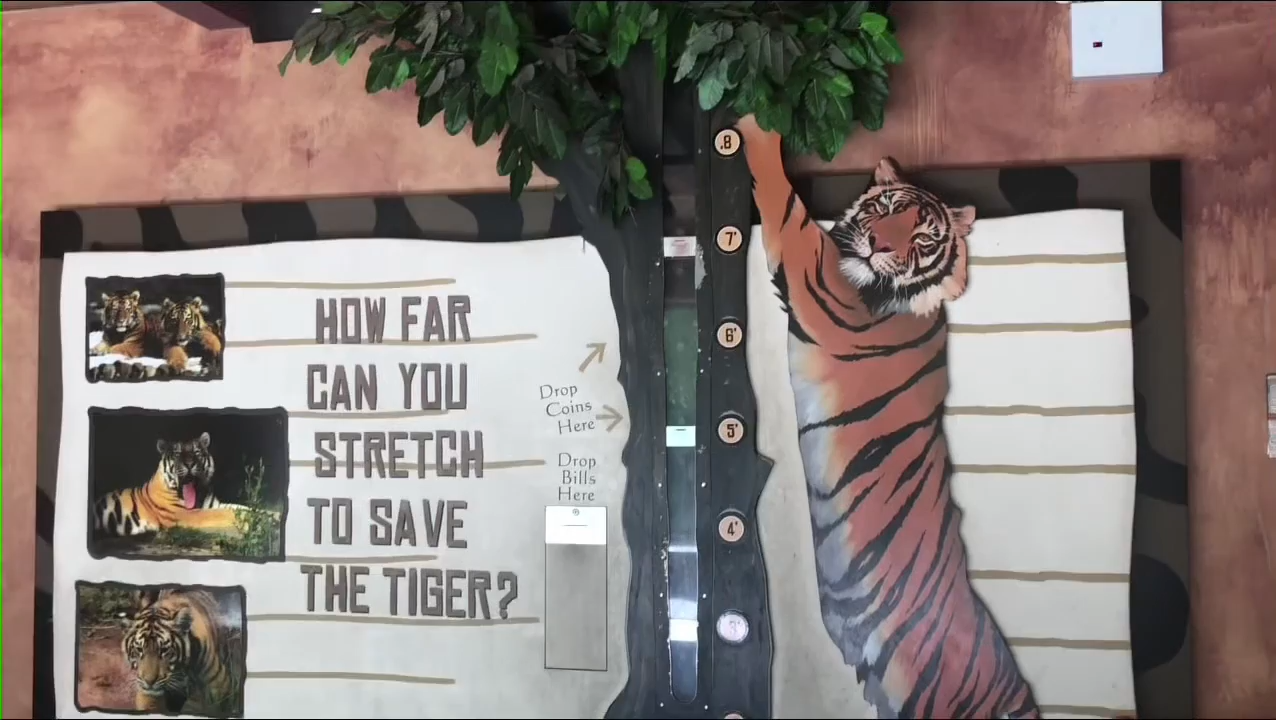 HOW FAR
CAN YOU
STRETCH
TO SAVE
THE TIGER?
Drop
Coins
Here
Drop
Bills
Here
8'
7'
6'
5'
4'
3'